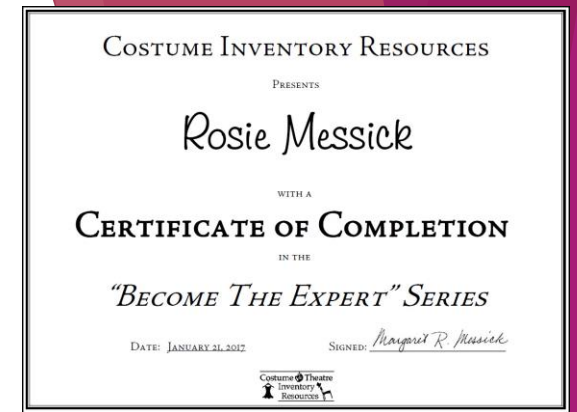 COSTUME INVENTORY RESOURCES
PRESENTS
Rosie Messick
WITH A
CERTIFICATE OF COMPLETION
IN THE
"BECOME THE EXPERT" SERIES
DATE: JANUARY 21, 2017 SIGNED: Margaret R. Messick
Costume & Theatre
Inventory
Resources